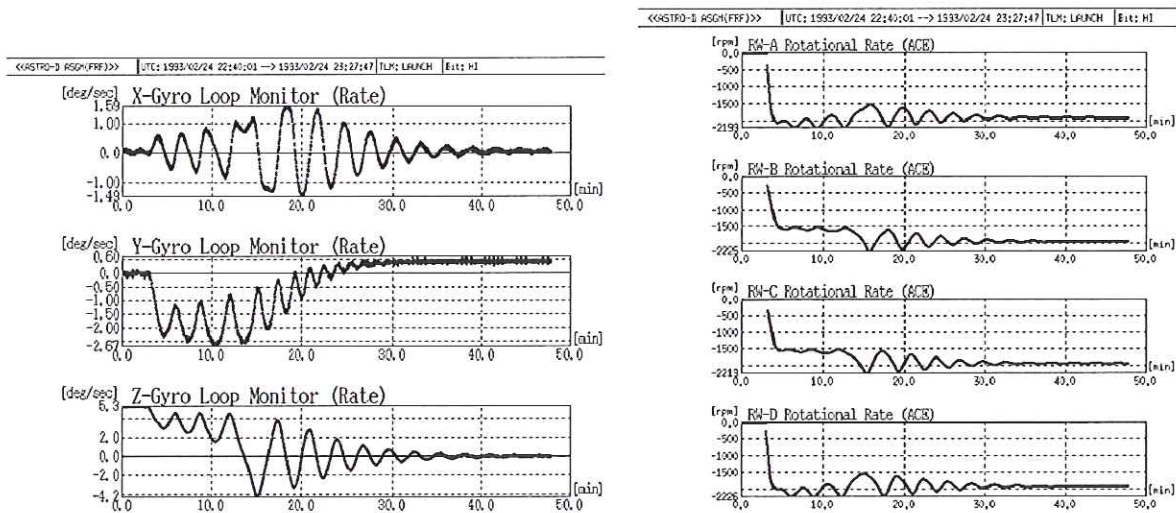 <<ASTRO-D ASGM(FRF)>> UTC: 1993/02/24 22:40:01 --> 1993/02/24 23:27:47 TLM: LAUNCH Bit: HI
[deg/sec] X-Gyro Loop Monitor (Rate)
1.59
1.00
0.0
-1.00
-1.49
0.0 10.0 20.0 30.0 40.0 50.0
[min]
[deg/sec] Y-Gyro Loop Monitor (Rate)
0.60
0.0
-0.50
-1.00
-1.50
-2.00
-2.67
0.0 10.0 20.0 30.0 40.0 50.0
[min]
[deg/sec] Z-Gyro Loop Monitor (Rate)
5.3
2.0
0.0
-2.0
-4.2
0.0 10.0 20.0 30.0 40.0 50.0
[min]
<<ASTRO-D ASGM(FRF)>> UTC: 1993/02/24 22:40:01 --> 1993/02/24 23:27:47 TLM: LAUNCH Bit: HI
[rpm] RW-A Rotational Rate (ACE)
0.0
-500
-1500
-2193
0.0 10.0 20.0 30.0 40.0 50.0
[min]
[rpm] RW-B Rotational Rate (ACE)
0.0
-500
-1500
-2225
0.0 10.0 20.0 30.0 40.0 50.0
[min]
[rpm] RW-C Rotational Rate (ACE)
0.0
-500
-1500
-2213
0.0 10.0 20.0 30.0 40.0 50.0
[min]
[rpm] RW-D Rotational Rate (ACE)
0.0
-500
-1500
-2226
0.0 10.0 20.0 30.0 40.0 50.0
[min]